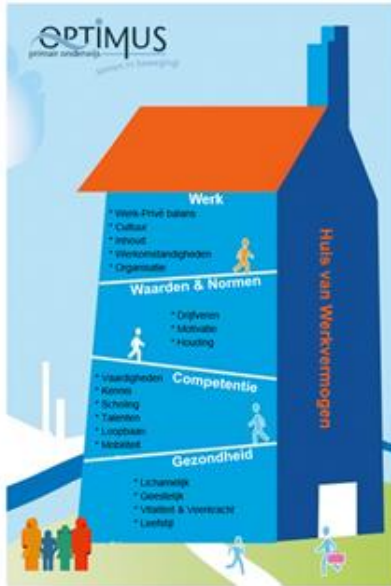 OPTIMUS
primair onderwijs
samen in beweging!
Werk
* Werk-Privé balans
* Cultuur
* Inhoud
* Werkomstandigheden
* Organisatie
Waarden & Normen
* Drijfveren
* Motivatie
* Houding
Competentie
* Vaardigheden
* Kennis
* Scholing
* Talenten
* Loopbaan
* Mobiliteit
Gezondheid
* Lichamelijk
* Geestelijk
* Vitaliteit & Veerkracht
* Leefstijl
Huis van Werkvermogen